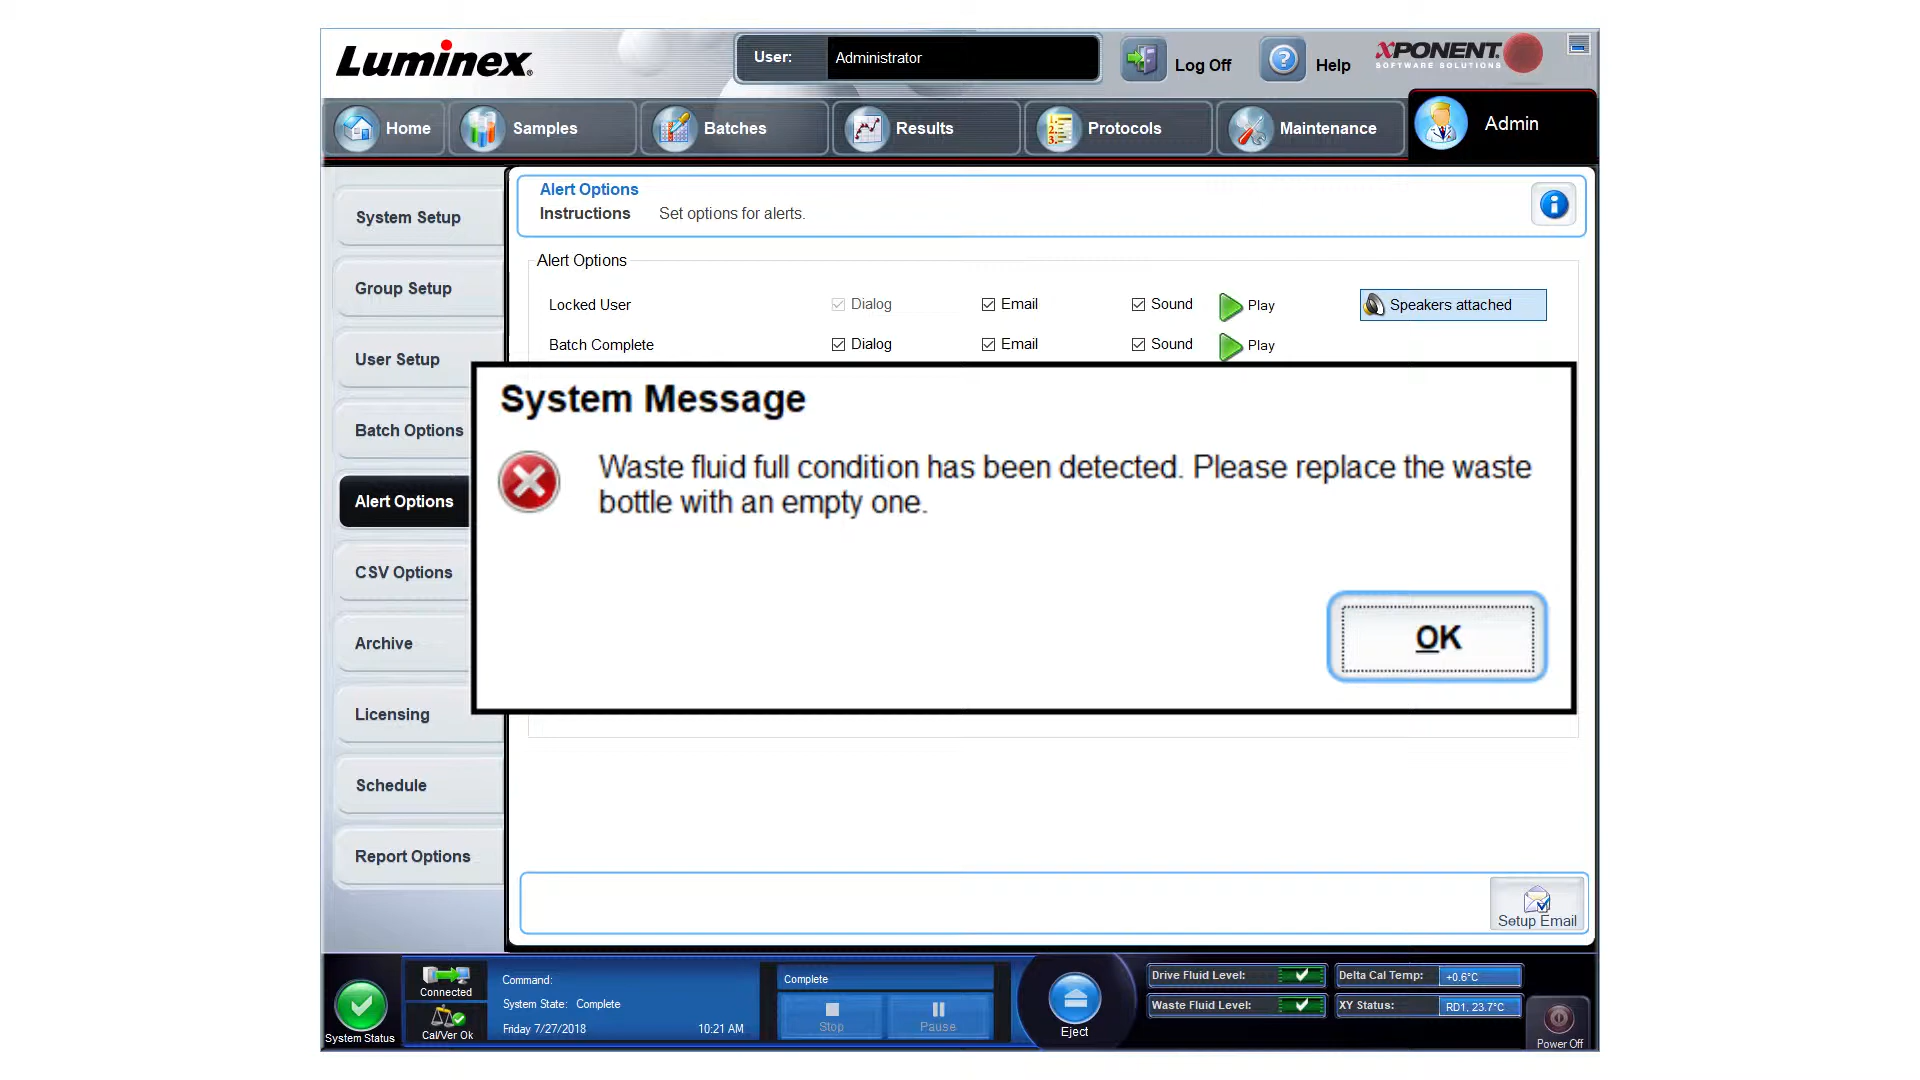 Luminex®
User: Administrator
Log Off
Help
XPONENT.
SOFTWARE SOLUTIONS
Home
Samples
Batches
Results
Protocols
Maintenance
Admin
System Setup
Group Setup
User Setup
Batch Options
Alert Options
CSV Options
Archive
Licensing
Schedule
Report Options
Alert Options
Instructions Set options for alerts.
Alert Options
Locked User Dialog Email Sound Play Speakers attached
Batch Complete Dialog Email Sound Play
System Message
Waste fluid full condition has been detected. Please replace the waste
bottle with an empty one.
OK
Setup Email
System Status
Connected
Cal/Ver Ok
Command:
System State: Complete
Friday 7/27/2018 10:21 AM
Complete
Stop
Pause
Eject
Drive Fluid Level:
Waste Fluid Level:
Delta Cal Temp: +0.6°C
XY Status: RD1, 23.7°C
Power Off